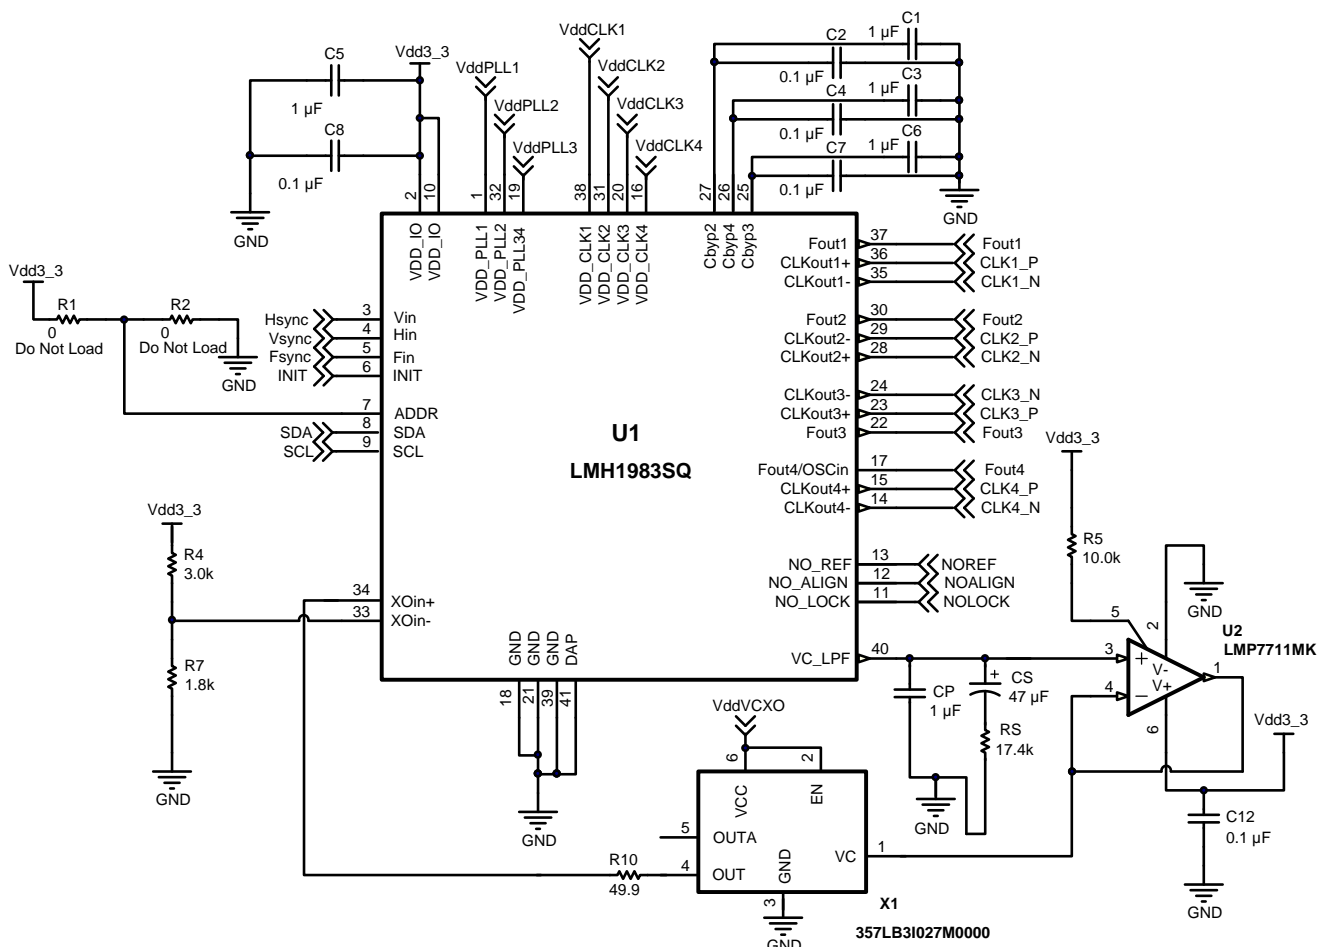 C5
1 µF
C8
0.1 µF
GND
Vdd3_3
VddPLL1
VddPLL2
VddPLL3
VddCLK1
VddCLK2
VddCLK3
VddCLK4
C2
C1
1 µF
0.1 µF
C4
C3
1 µF
0.1 µF
C7
C6
1 µF
0.1 µF
GND
2
10
1
32
19
38
31
20
16
27
26
25
VDD_IO
VDD_IO
VDD_PLL1
VDD_PLL2
VDD_PLL34
VDD_CLK1
VDD_CLK2
VDD_CLK3
VDD_CLK4
Cbyp2
Cbyp4
Cbyp3
Vdd3_3
R1
0
Do Not Load
R2
0
Do Not Load
GND
Hsync 3 Vin
Vsync 4 Hin
Fsync 5 Fin
INIT 6 INIT
7 ADDR
SDA 8 SDA
SCL 9 SCL
U1
LMH1983SQ
Fout1 37 Fout1
CLKout1+ 36 CLK1_P
CLKout1- 35 CLK1_N
Fout2 30 Fout2
CLKout2- 29 CLK2_P
CLKout2+ 28 CLK2_N
CLKout3- 24 CLK3_N
CLKout3+ 23 CLK3_P
Fout3 22 Fout3
Fout4/OSCin 17 Fout4
CLKout4+ 15 CLK4_P
CLKout4- 14 CLK4_N
NO_REF 13 NOREF
NO_ALIGN 12 NOALIGN
NO_LOCK 11 NOLOCK
VC_LPF 40
Vdd3_3
R4
3.0k
R7
1.8k
GND
34 XOin+
33 XOin-
GND
GND
GND
DAP
18
21
39
41
GND
Vdd3_3
R5
10.0k
GND
5
2
U2
LMP7711MK
3
+
V-
1
4
−
V+
6
Vdd3_3
C12
0.1 µF
GND
CP
1 µF
+ CS
47 µF
RS
17.4k
GND
VddVCXO
6
2
VCC
EN
5 OUTA
4 OUT
GND
VC 1
3
GND
R10
49.9
X1
357LB3I027M0000